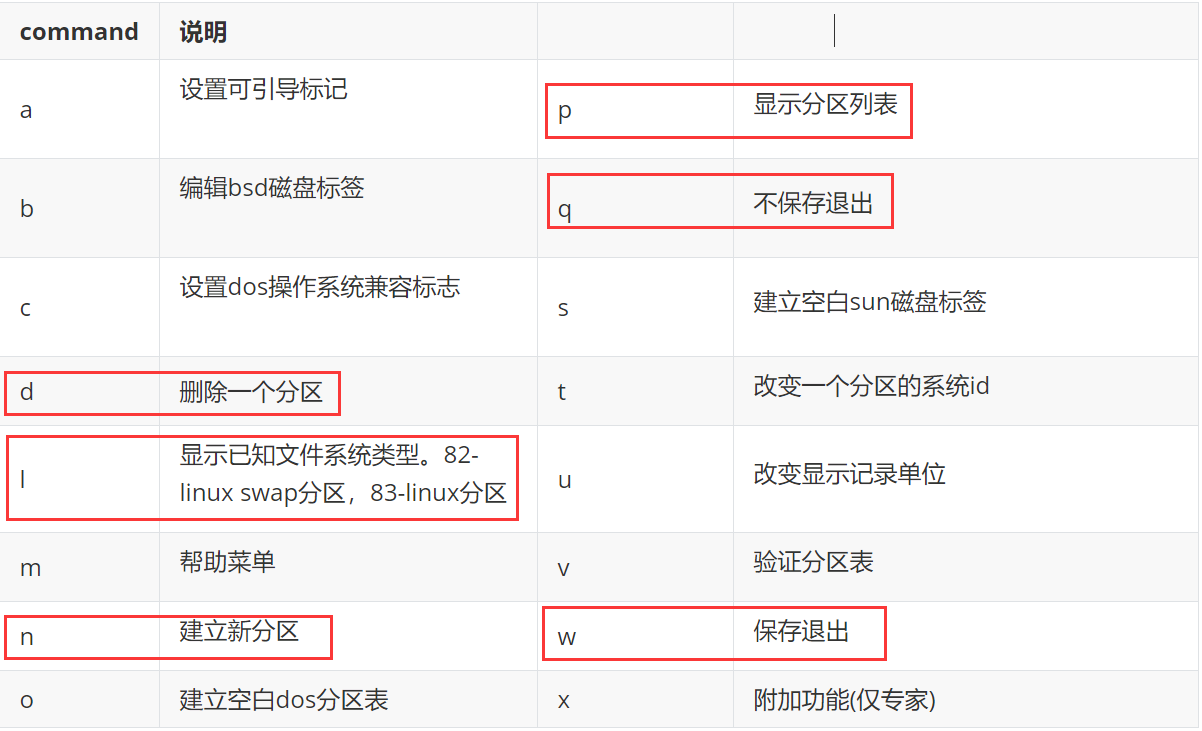 command 说明
a 设置可引导标记 p 显示分区列表
b 编辑bsd磁盘标签 q 不保存退出
c 设置dos操作系统兼容标志 s 建立空白sun磁盘标签
d 删除一个分区 t 改变一个分区的系统id
l 显示已知文件系统类型。82-
linux swap分区，83-linux分区 u 改变显示记录单位
m 帮助菜单 v 验证分区表
n 建立新分区 w 保存退出
o 建立空白dos分区表 x 附加功能(仅专家)